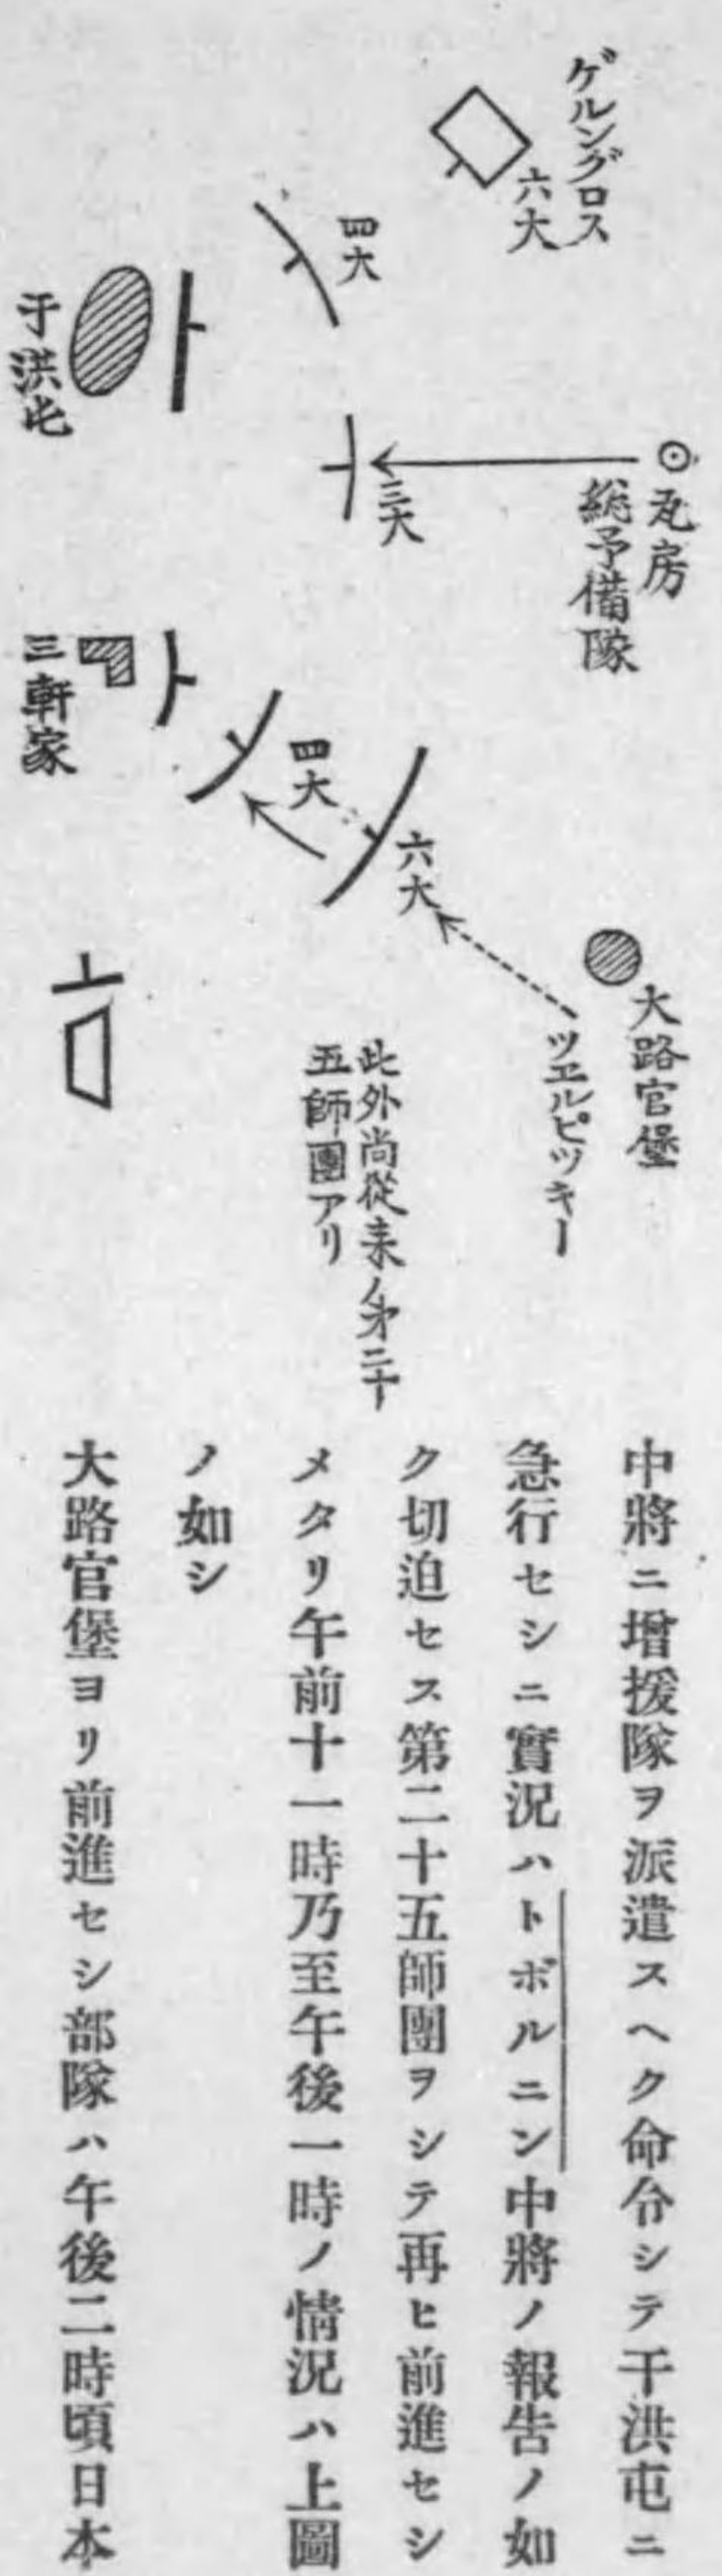 ゲルングロス
六大
四大
于洪屯
瓦房
総予備隊
三大
三軒家
四大
六大
大路官堡
ツエルピツキー
此外尚従来ノ第二十
五師團アリ
中將ニ增援隊ヲ派遣スヘク命令シテ干洪屯ニ
急行セシニ實況ハトボルニン中將ノ報告ノ如
ク切迫セス第二十五師團ヲシテ再ヒ前進セシ
メタリ午前十一時乃至午後一時ノ情況ハ上圖
ノ如シ
大路官堡ヨリ前進セシ部隊ハ午後二時頃日本